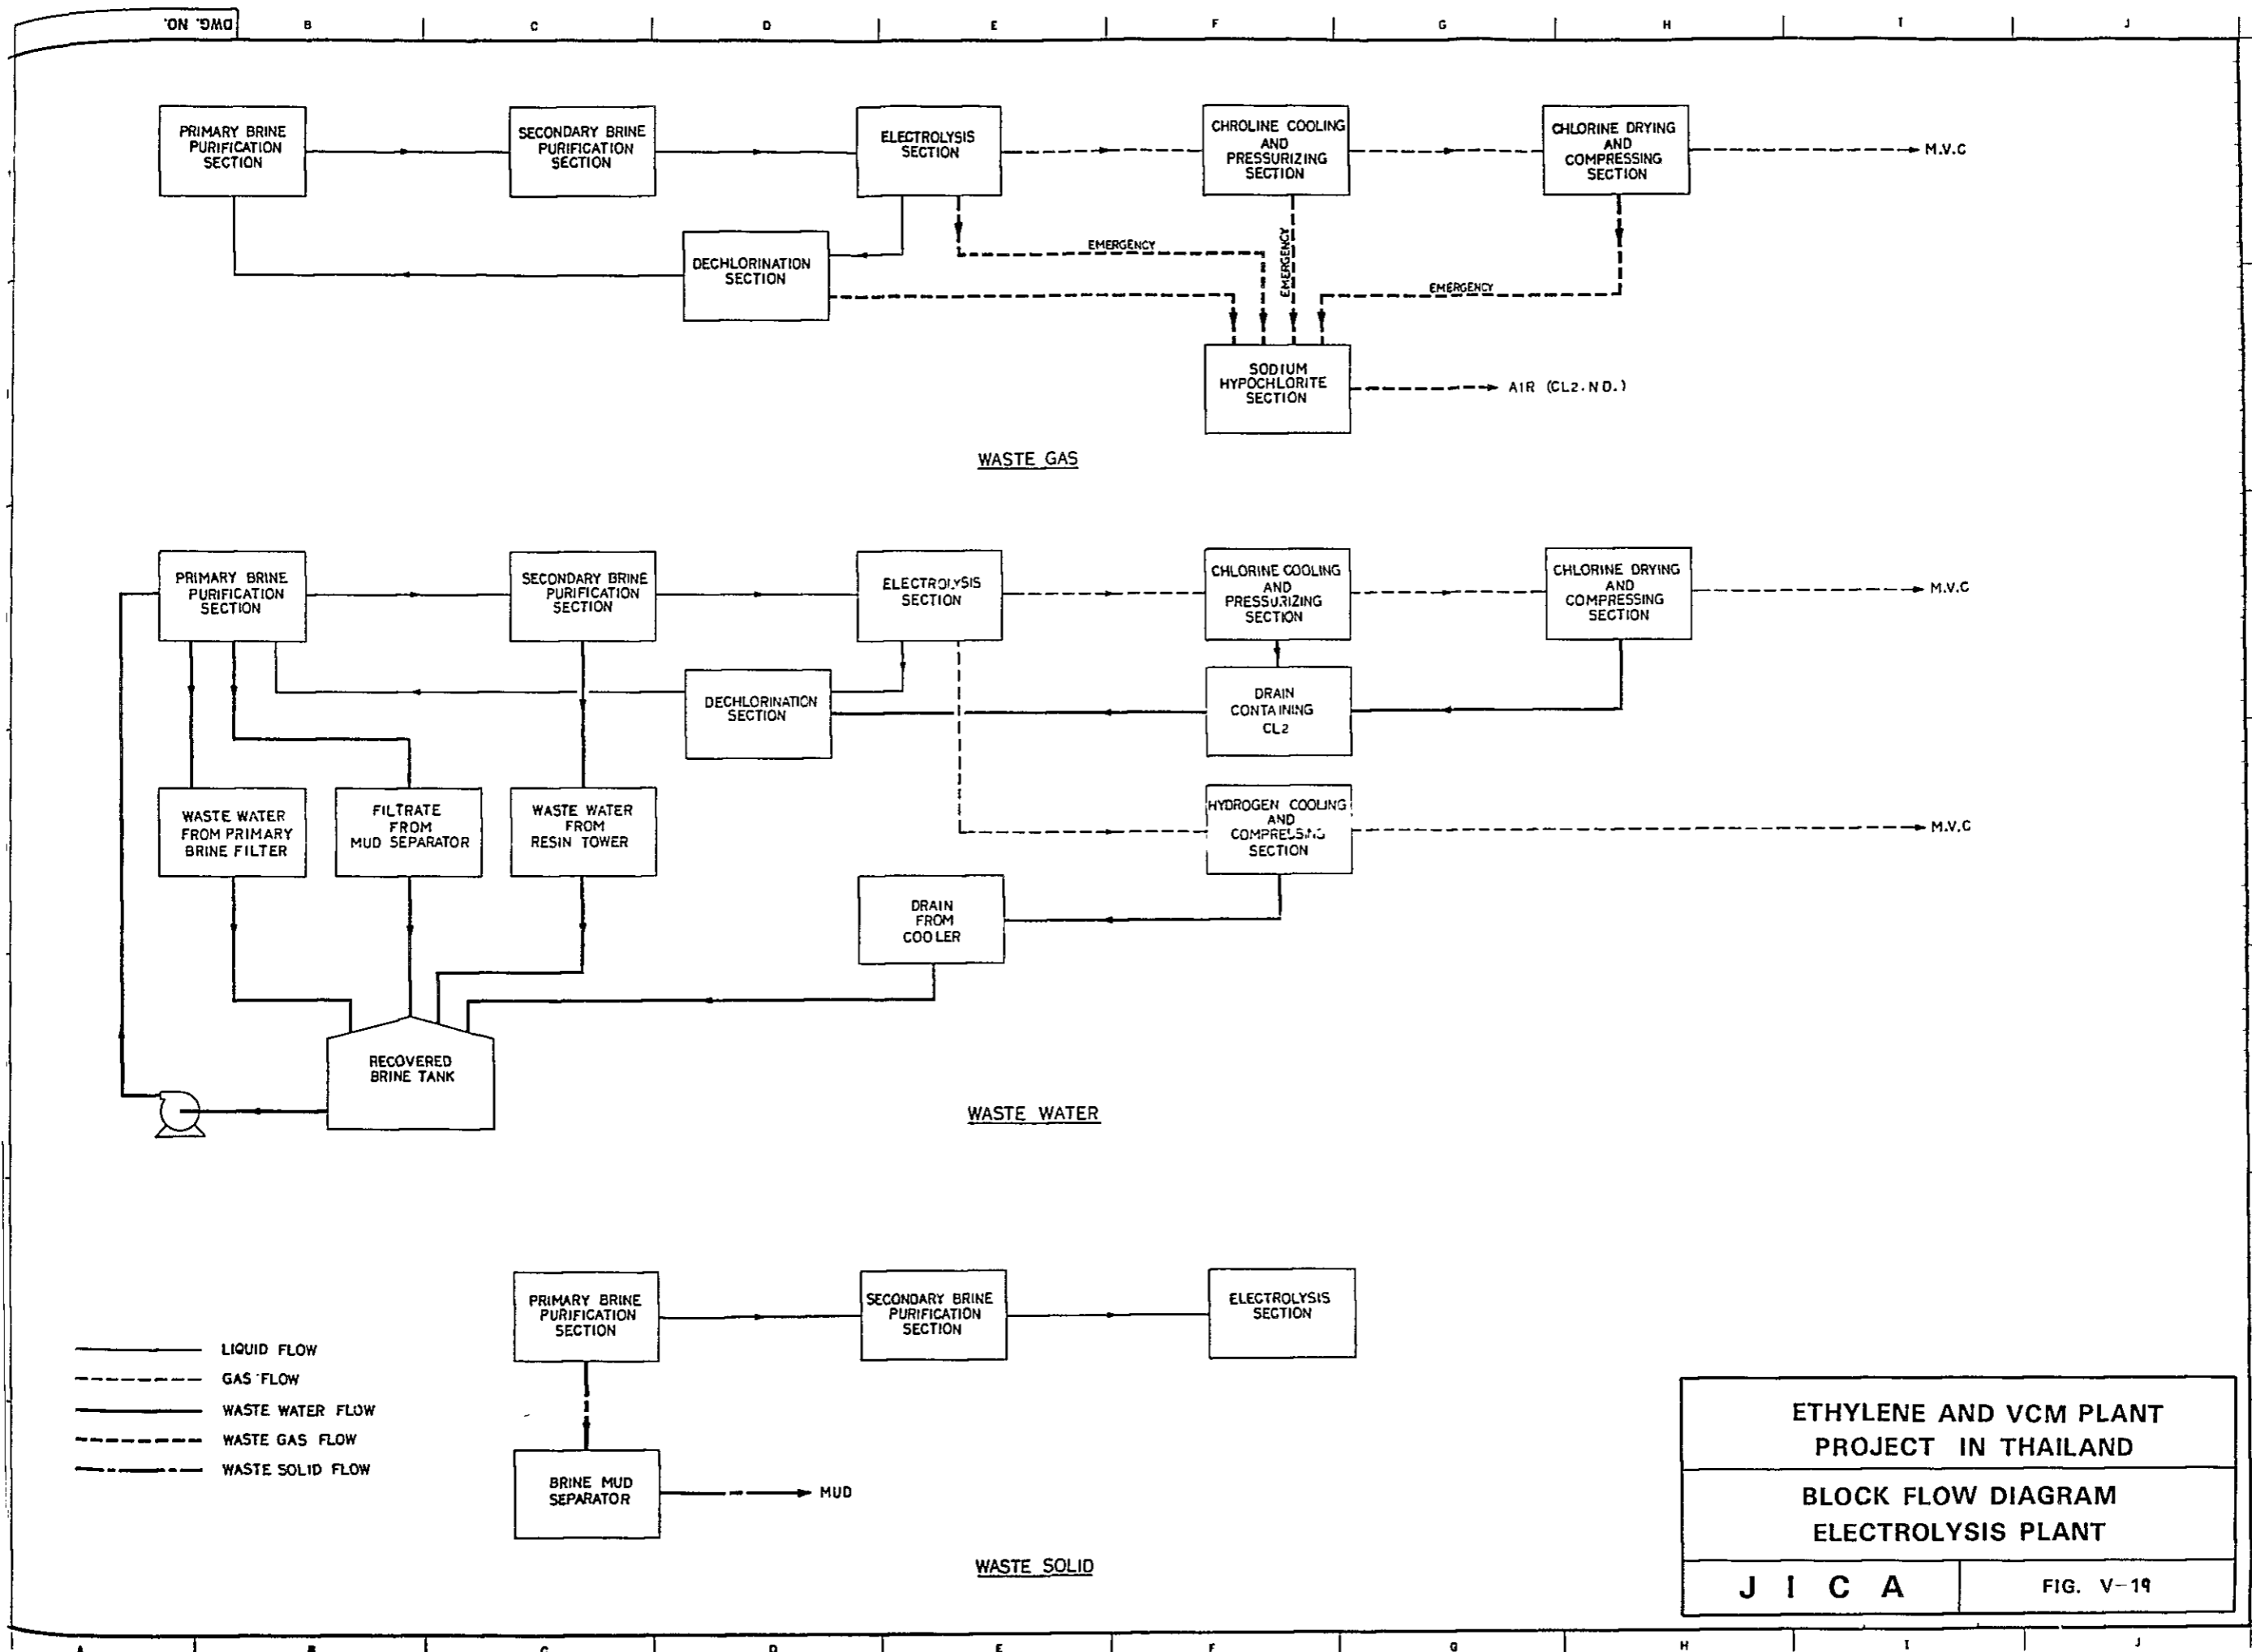 DWG. NO.
B C D E F G H I J
PRIMARY BRINE
PURIFICATION
SECTION
SECONDARY BRINE
PURIFICATION
SECTION
ELECTROLYSIS
SECTION
CHROLINE COOLING
AND
PRESSURIZING
SECTION
CHLORINE DRYING
AND
COMPRESSING
SECTION
M.V.C
DECHLORINATION
SECTION
EMERGENCY
EMERGENCY
EMERGENCY
SODIUM
HYPOCHLORITE
SECTION
AIR (CL2.ND.)
WASTE GAS
PRIMARY BRINE
PURIFICATION
SECTION
SECONDARY BRINE
PURIFICATION
SECTION
ELECTROLYSIS
SECTION
CHLORINE COOLING
AND
PRESSURIZING
SECTION
CHLORINE DRYING
AND
COMPRESSING
SECTION
M.V.C
DECHLORINATION
SECTION
DRAIN
CONTAINING
CL2
WASTE WATER
FROM PRIMARY
BRINE FILTER
FILTRATE
FROM
MUD SEPARATOR
WASTE WATER
FROM
RESIN TOWER
HYDROGEN COOLING
AND
COMPRESSING
SECTION
M.V.C
DRAIN
FROM
COOLER
RECOVERED
BRINE TANK
WASTE WATER
PRIMARY BRINE
PURIFICATION
SECTION
SECONDARY BRINE
PURIFICATION
SECTION
ELECTROLYSIS
SECTION
LIQUID FLOW
GAS FLOW
WASTE WATER FLOW
WASTE GAS FLOW
WASTE SOLID FLOW
BRINE MUD
SEPARATOR
MUD
WASTE SOLID
ETHYLENE AND VCM PLANT
PROJECT IN THAILAND
BLOCK FLOW DIAGRAM
ELECTROLYSIS PLANT
J I C A
FIG. V-19
A B C D E F G H I J